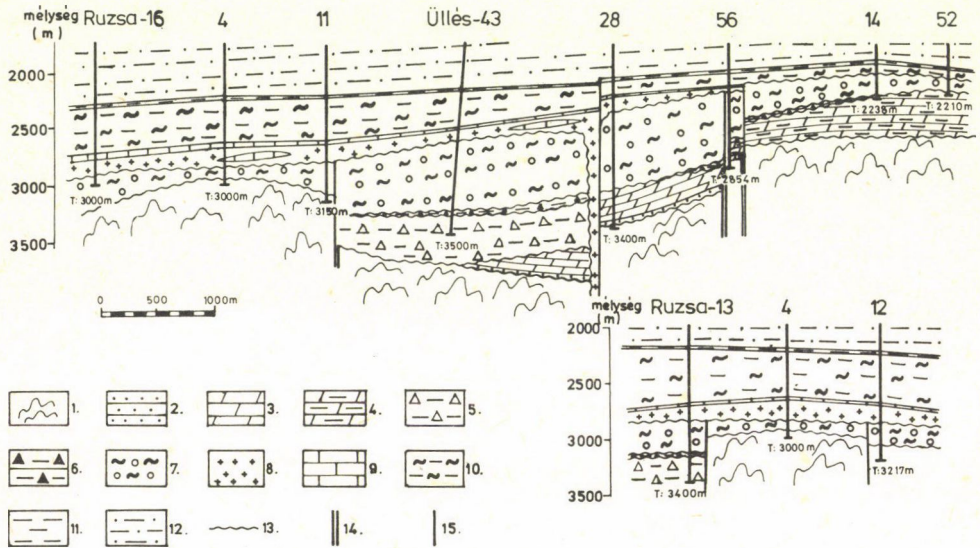 mélység Ruzsa-16 4 11 Üllés-43 28 56 14 52
(m)
2000
2500
3000
3500
T:3000m
T:3000m
T:3150m
T:3500m
T:3400m
T:2854m
T:2238m
T:2210m
0 500 1000m
mélység Ruzsa-13 4 12
(m)
2000
2500
3000
3500
T:3400m
T:3000m
T:3217m
1. 2. 3. 4. 5.
6. 7. 8. 9. 10.
11. 12. 13. 14. 15.